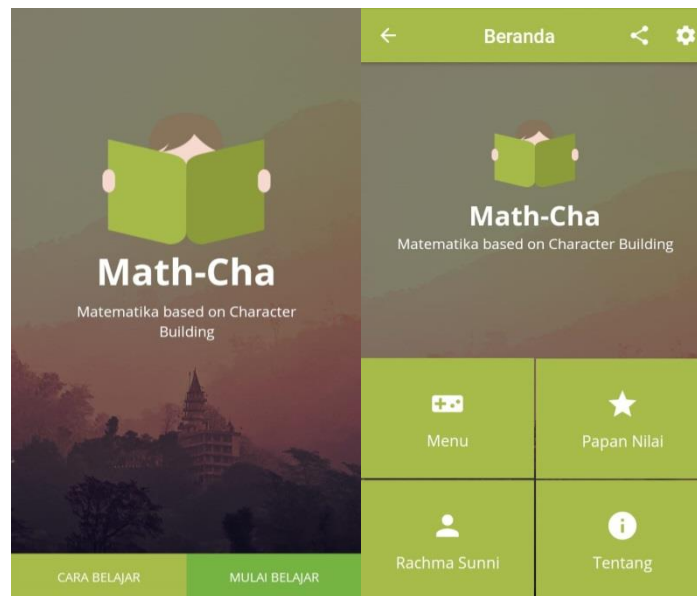 Math-Cha
Matematika based on Character
Building
CARA BELAJAR
MULAI BELAJAR
Beranda
Math-Cha
Matematika based on Character Building
Menu
Papan Nilai
Rachma Sunni
Tentang